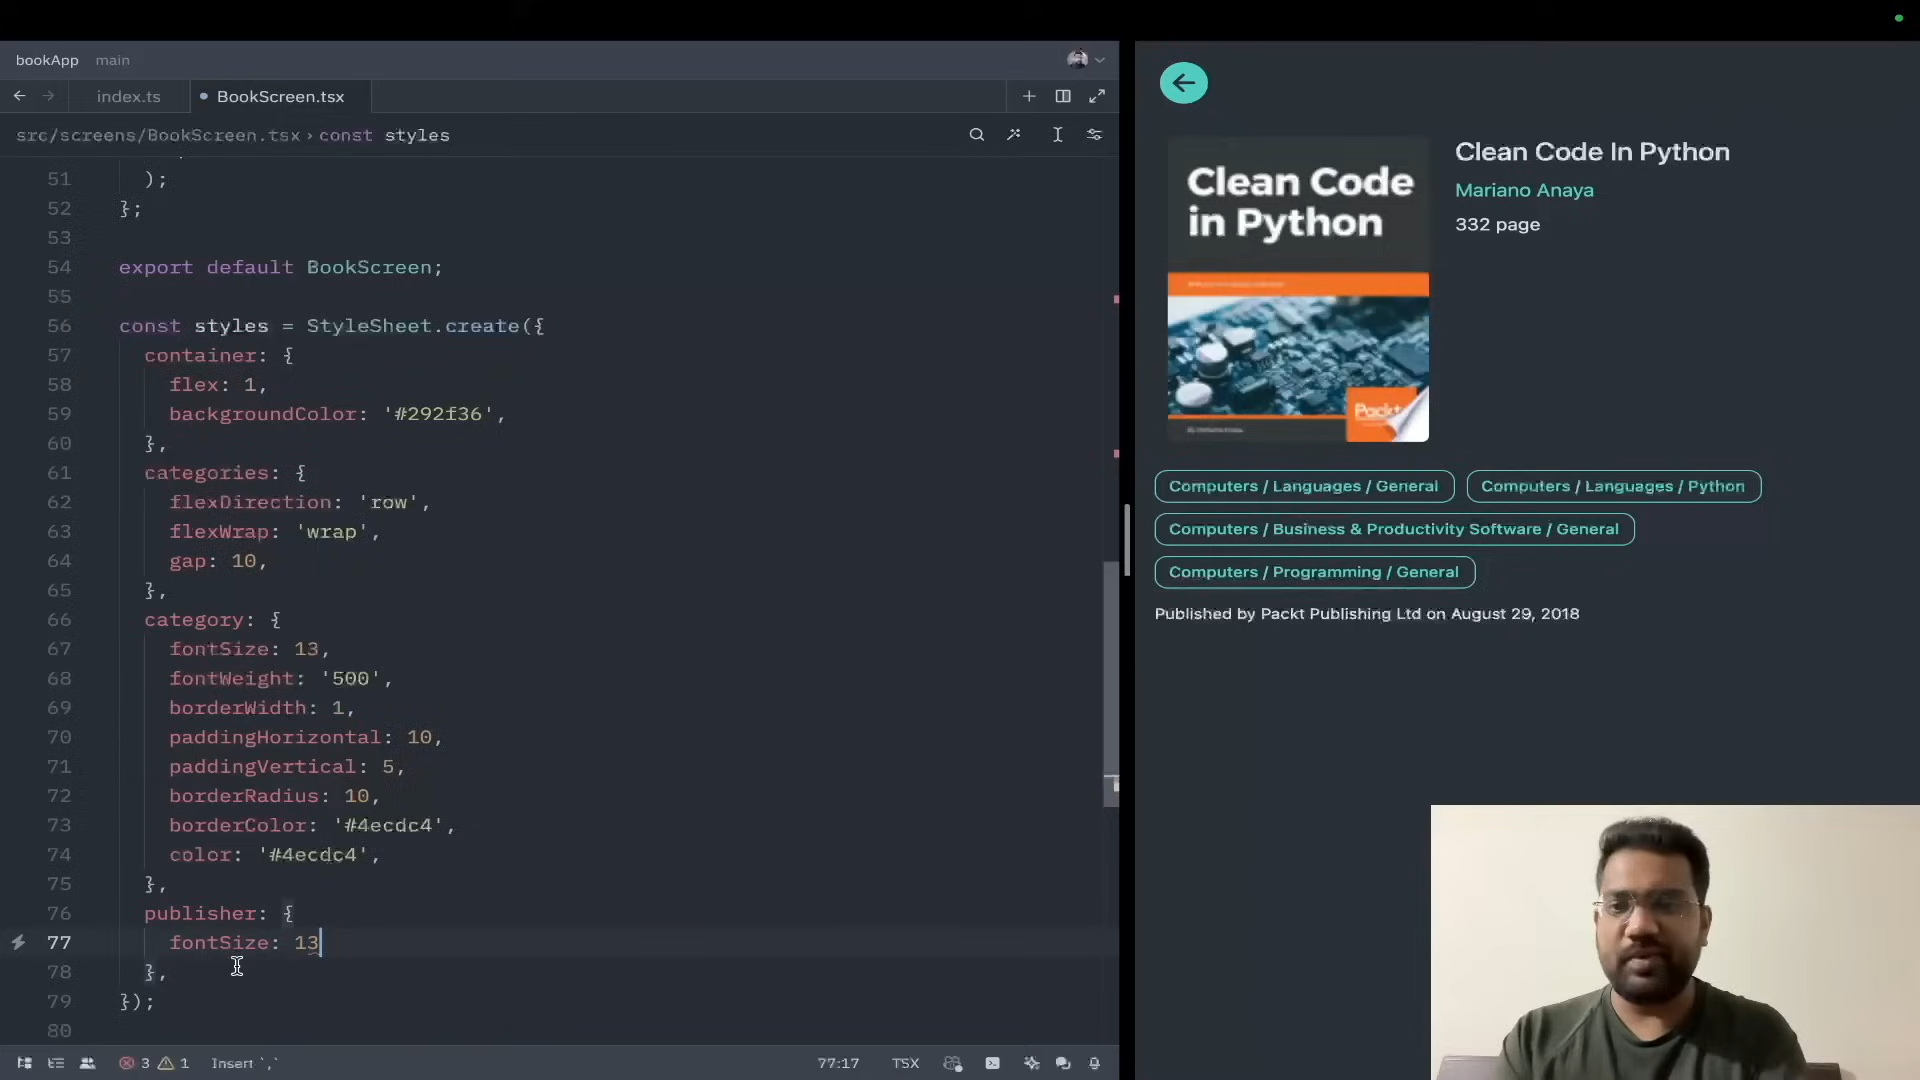 bookApp main
index.ts
BookScreen.tsx
src/screens/BookScreen.tsx › const styles
51 );
52 };
53
54 export default BookScreen;
55
56 const styles = StyleSheet.create({
57 container: {
58 flex: 1,
59 backgroundColor: '#292f36',
60 },
61 categories: {
62 flexDirection: 'row',
63 flexWrap: 'wrap',
64 gap: 10,
65 },
66 category: {
67 fontSize: 13,
68 fontWeight: '500',
69 borderWidth: 1,
70 paddingHorizontal: 10,
71 paddingVertical: 5,
72 borderRadius: 10,
73 borderColor: '#4ecdc4',
74 color: '#4ecdc4',
75 },
76 publisher: {
77 fontSize: 13
78 },
79 });
80
3 1 Insert `,`
77:17 TSX
Clean Code
in Python
Packt
Clean Code In Python
Mariano Anaya
332 page
Computers / Languages / General
Computers / Languages / Python
Computers / Business & Productivity Software / General
Computers / Programming / General
Published by Packt Publishing Ltd on August 29, 2018